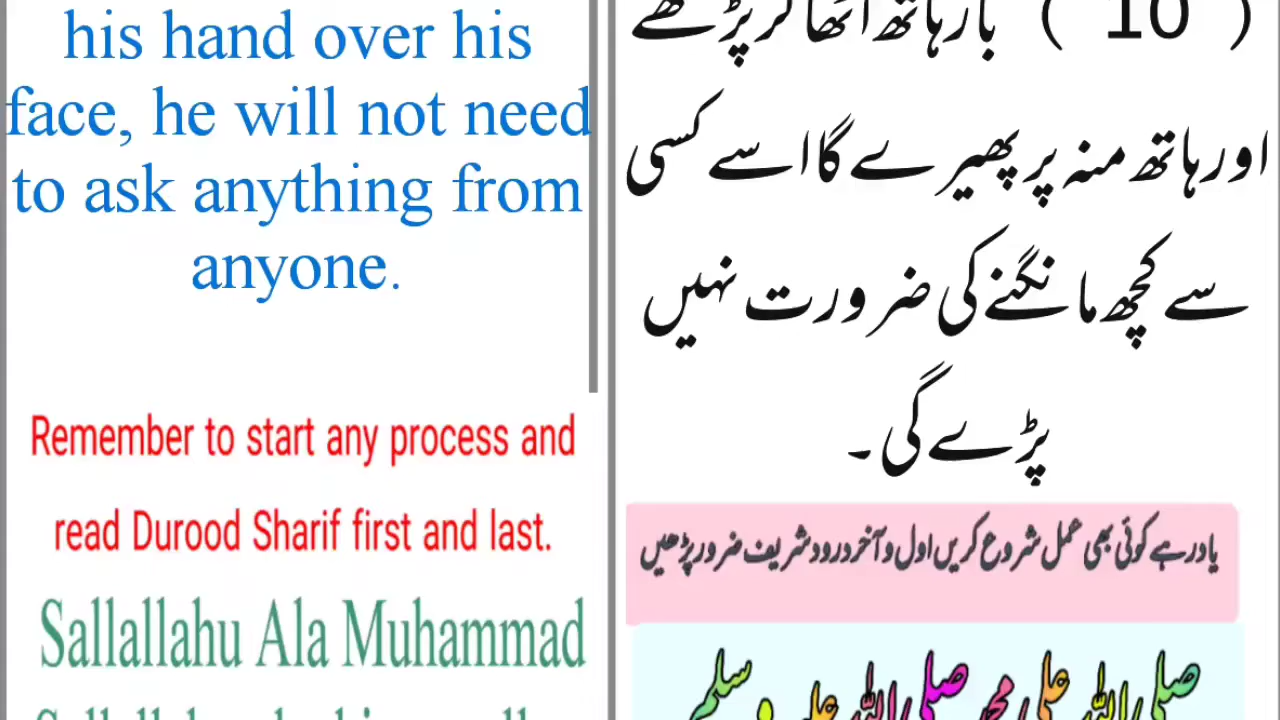 his hand over his
face, he will not need
to ask anything from
anyone.
Remember to start any process and
read Durood Sharif first and last.
Sallallahu Ala Muhammad
( 10 ) بار ہاتھ اٹھا کر پڑھے
اور ہاتھ منہ پر پھیرے گا اسے کسی
سے کچھ مانگنے کی ضرورت نہیں
پڑے گی۔
یاد رہے کوئی بھی عمل شروع کریں اول و آخر درود شریف ضرور پڑھیں
صلی اللہ علی محمد صلی اللہ علیہ وسلم